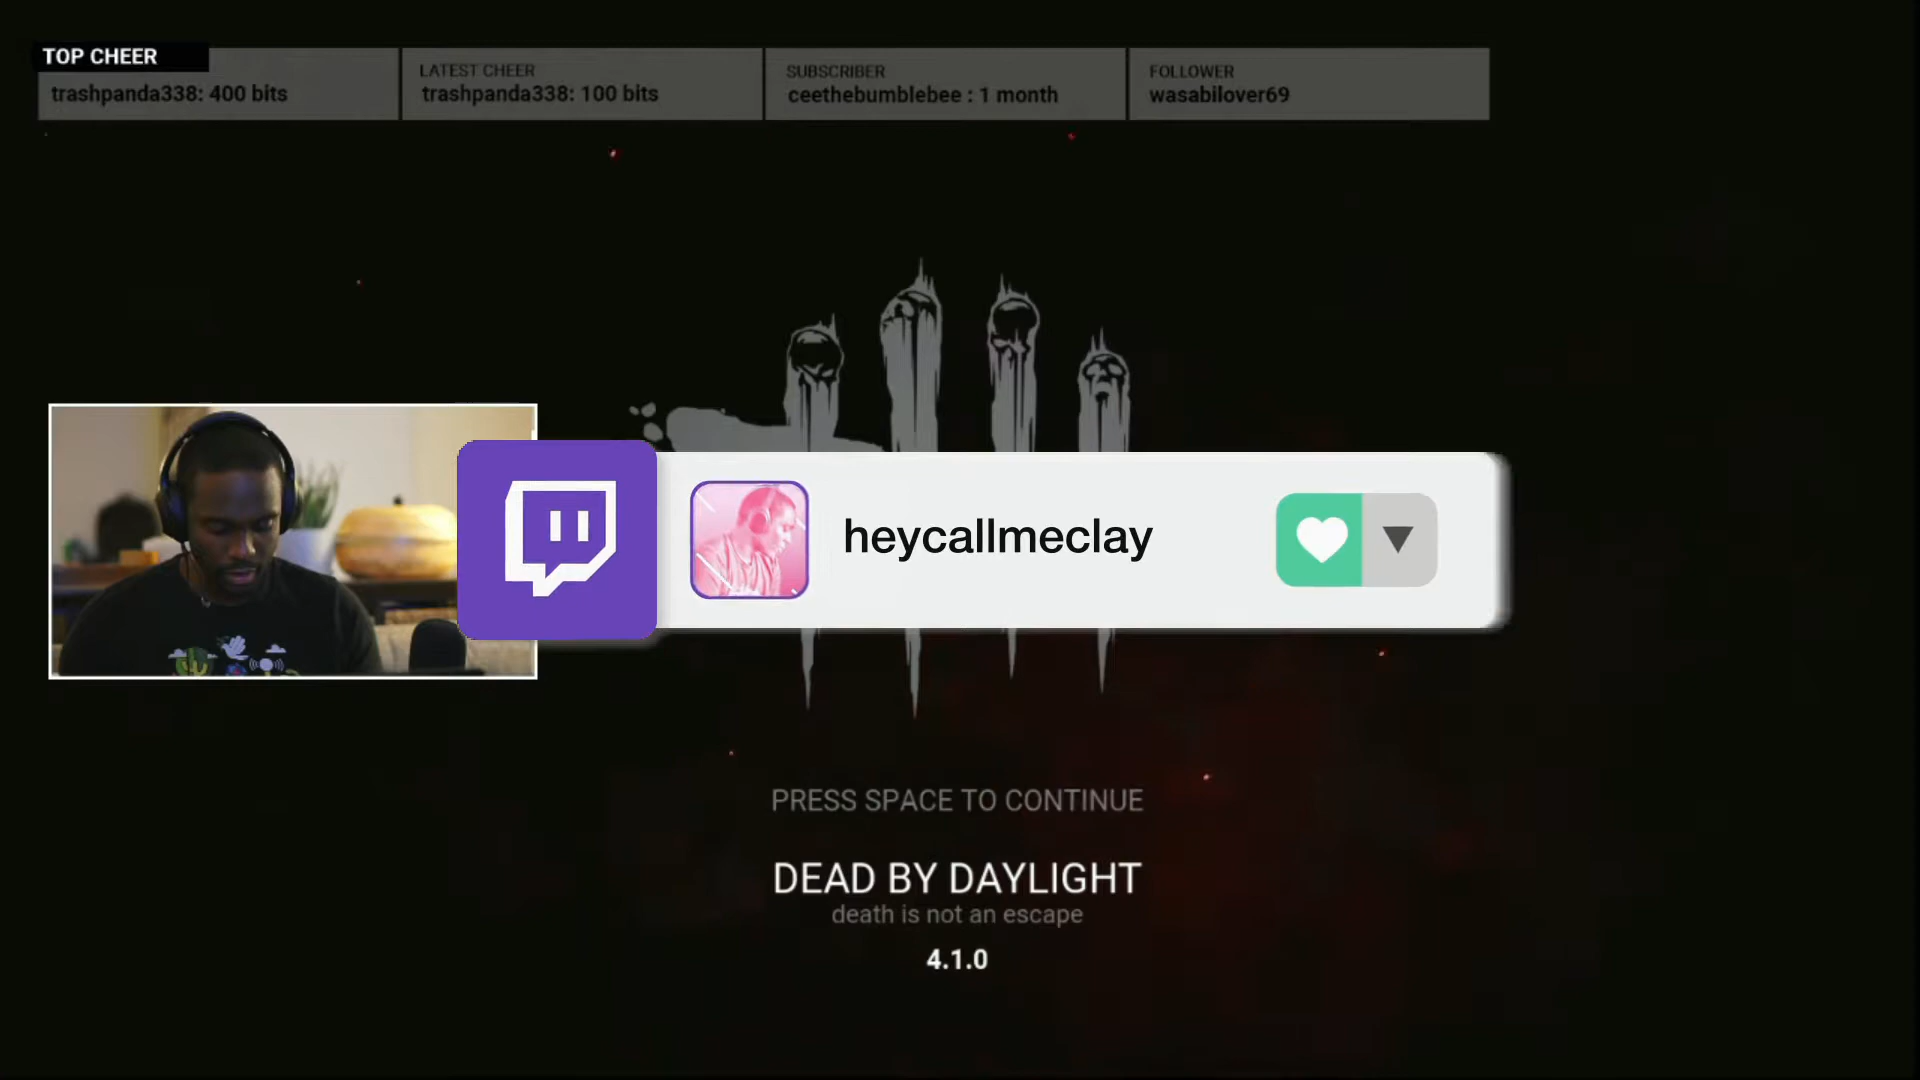 TOP CHEER
trashpanda338: 400 bits
LATEST CHEER
trashpanda338: 100 bits
SUBSCRIBER
ceethebumblebee : 1 month
FOLLOWER
wasabilover69
heycallmeclay
PRESS SPACE TO CONTINUE
DEAD BY DAYLIGHT
death is not an escape
4.1.0